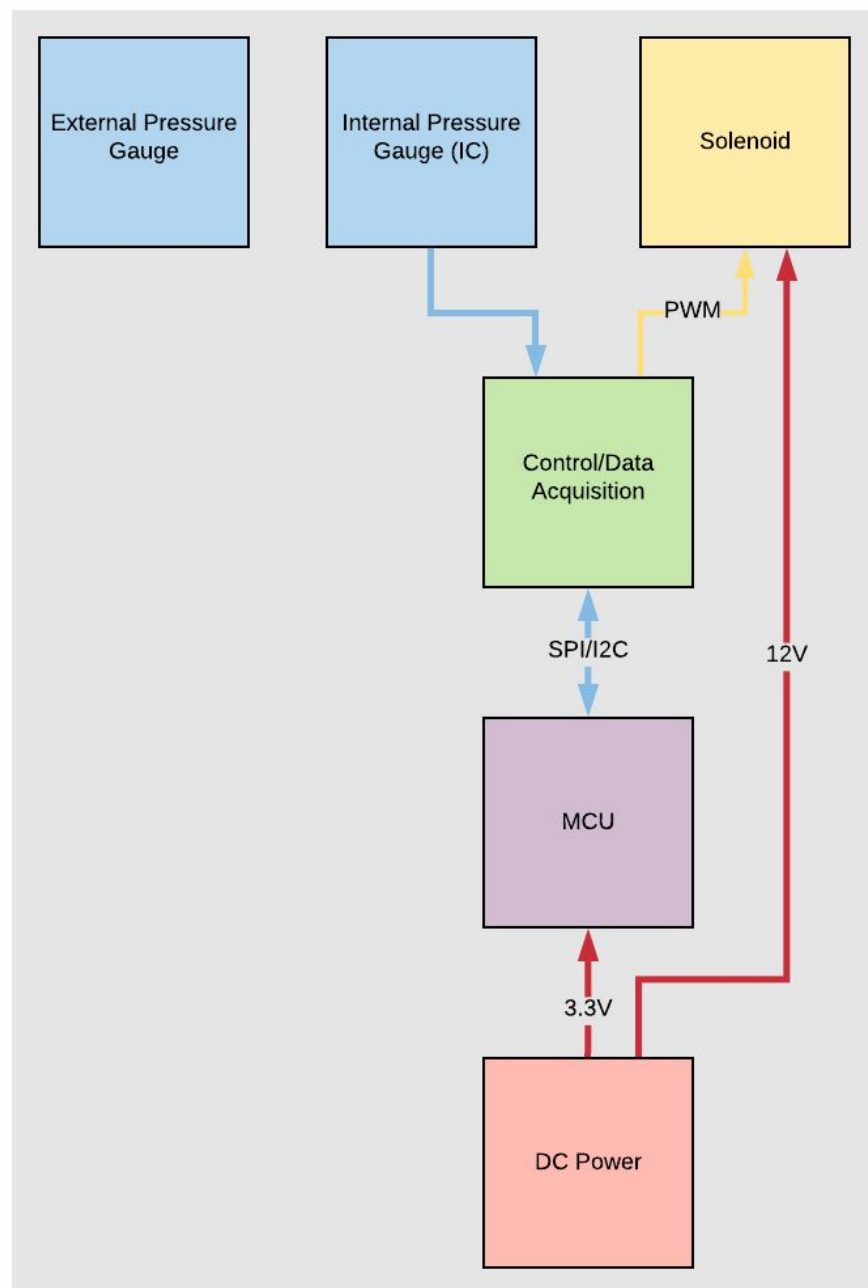 External Pressure
Gauge
Internal Pressure
Gauge (IC)
Solenoid
PWM
Control/Data
Acquisition
SPI/I2C
12V
MCU
3.3V
DC Power